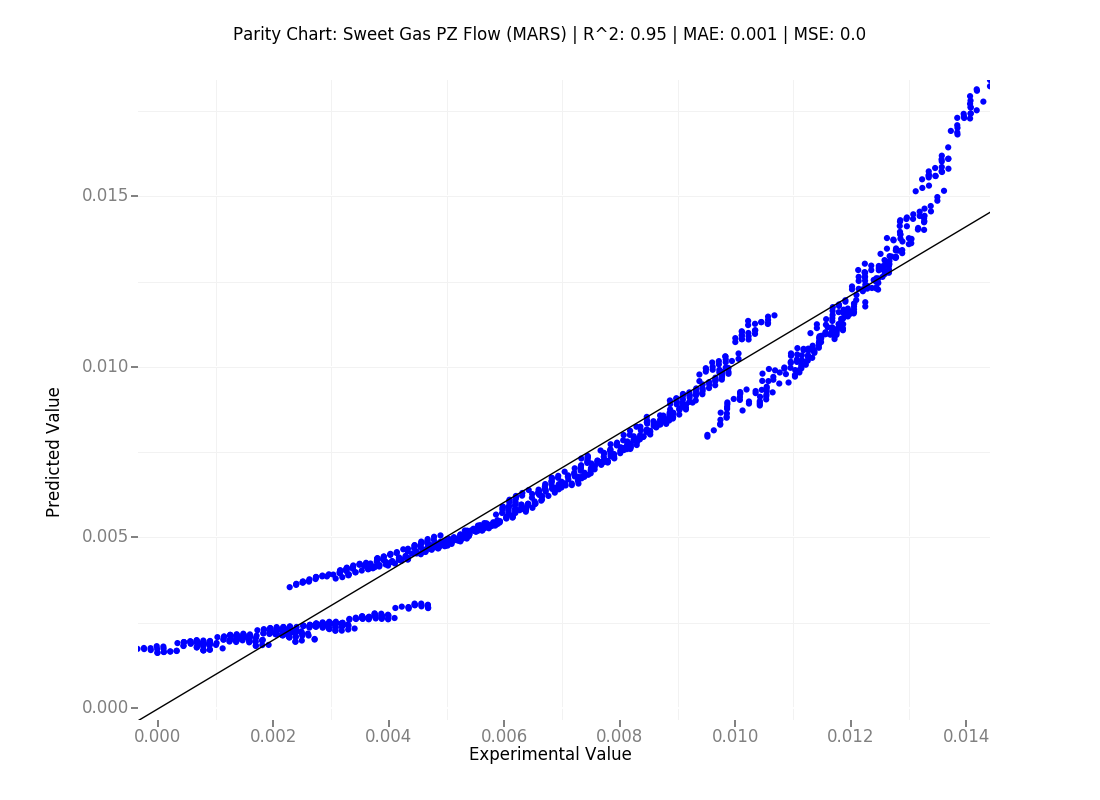 Parity Chart: Sweet Gas PZ Flow (MARS) | R^2: 0.95 | MAE: 0.001 | MSE: 0.0
Predicted Value
0.015
0.010
0.005
0.000
0.000 0.002 0.004 0.006 0.008 0.010 0.012 0.014
Experimental Value